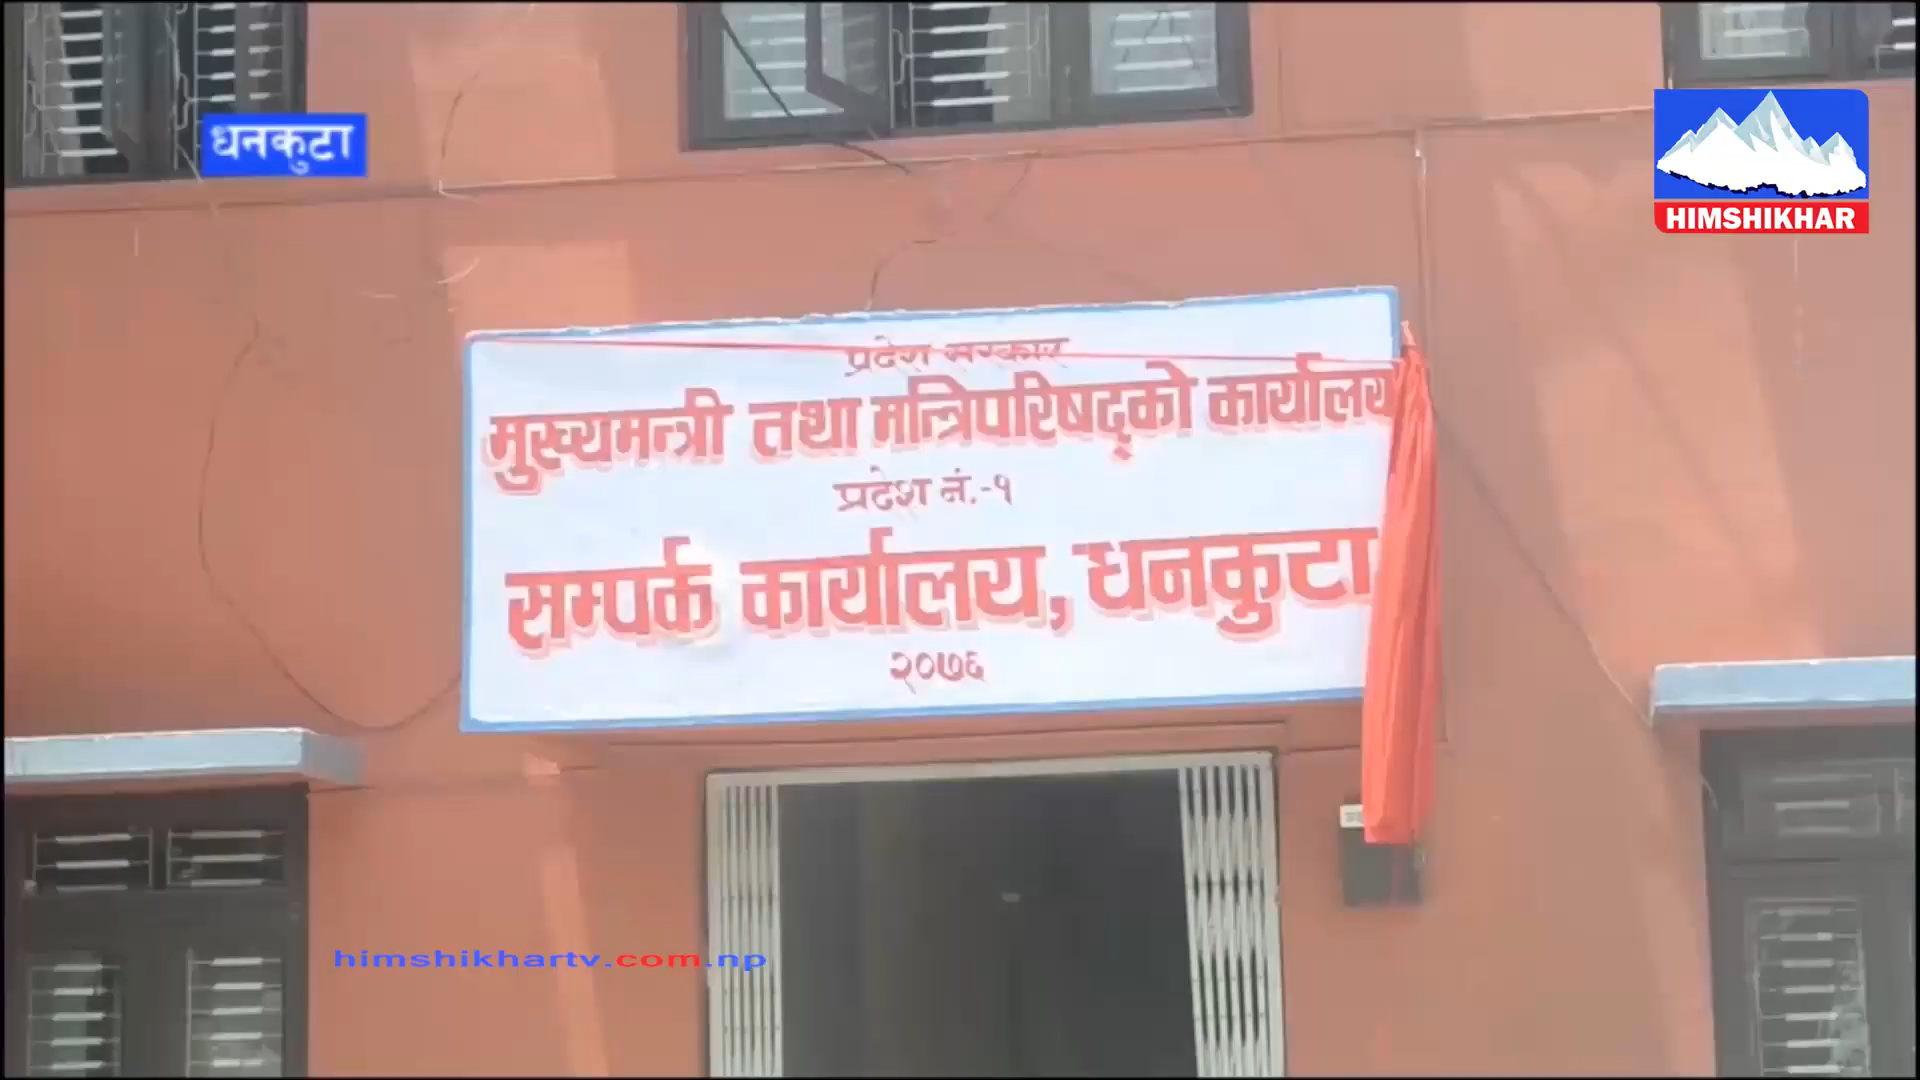 धनकुटा
HIMSHIKHAR
प्रदेश सरकार
मुख्यमन्त्री तथा मन्त्रिपरिषद्को कार्यालय
प्रदेश नं.-१
सम्पर्क कार्यालय, धनकुटा
२०७६
himshikhartv.com.np